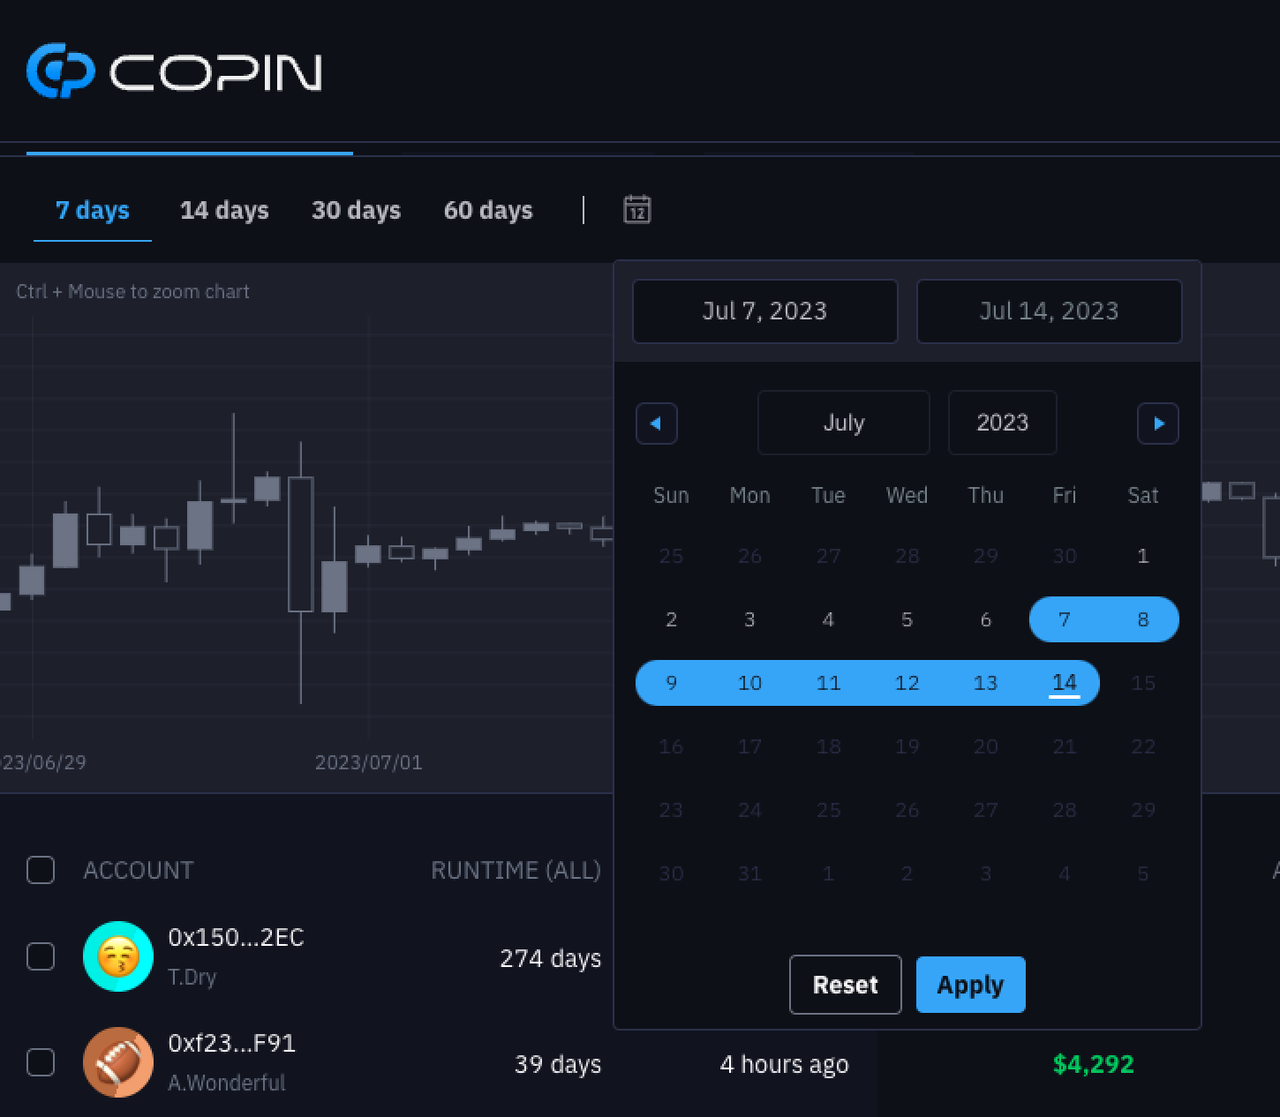 COPIN
7 days 14 days 30 days 60 days 12
Ctrl + Mouse to zoom chart
Jul 7, 2023 Jul 14, 2023
July 2023
Sun Mon Tue Wed Thu Fri Sat
25 26 27 28 29 30 1
2 3 4 5 6 7 8
9 10 11 12 13 14 15
16 17 18 19 20 21 22
23 24 25 26 27 28 29
30 31 1 2 3 4 5
Reset Apply
23/06/29 2023/07/01
ACCOUNT RUNTIME (ALL)
0x150...2EC
T.Dry
274 days
0xf23...F91
A.Wonderful
39 days 4 hours ago $4,292